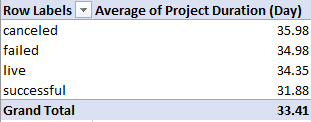 Row Labels Average of Project Duration (Day)
canceled 35.98
failed 34.98
live 34.35
successful 31.88
Grand Total 33.41